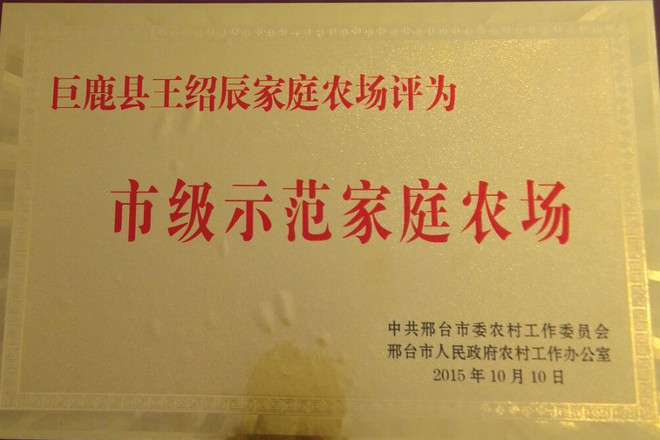 巨鹿县王绍辰家庭农场评为
市级示范家庭农场
中共邢台市委农村工作委员会
邢台市人民政府农村工作办公室
2015年10月10日